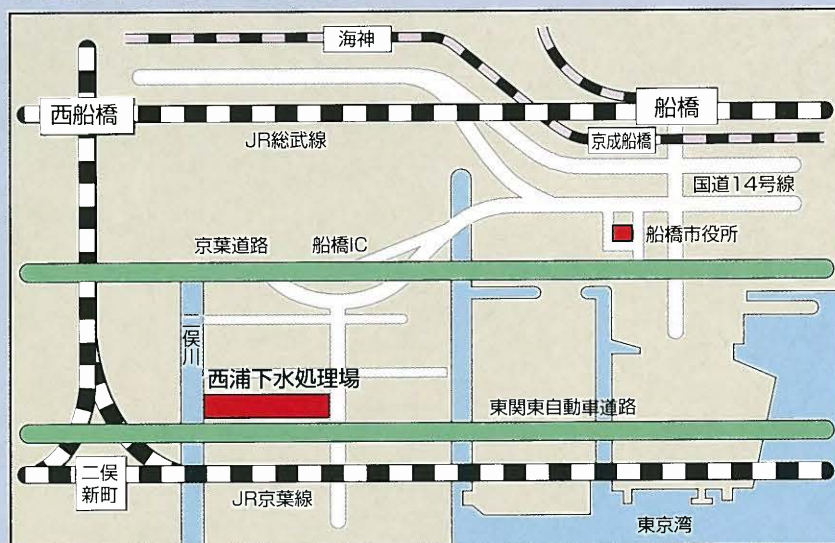 海神
西船橋
船橋
JR総武線
京成船橋
国道14号線
船橋市役所
京葉道路
船橋IC
二俣川
西浦下水処理場
東関東自動車道路
二俣
新町
JR京葉線
東京湾